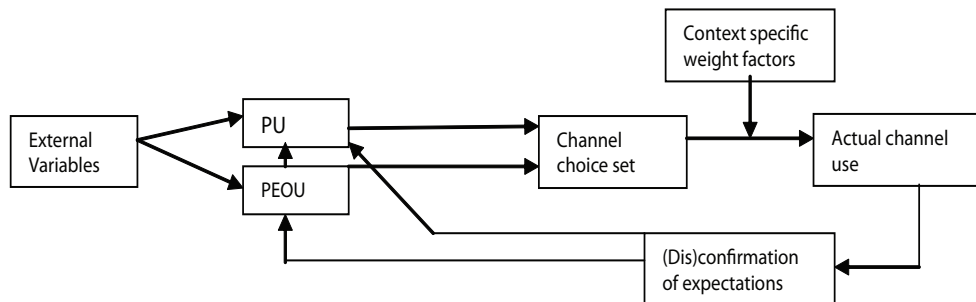 Context specific
weight factors
External
Variables
PU
PEOU
Channel
choice set
Actual channel
use
(Dis)confirmation
of expectations